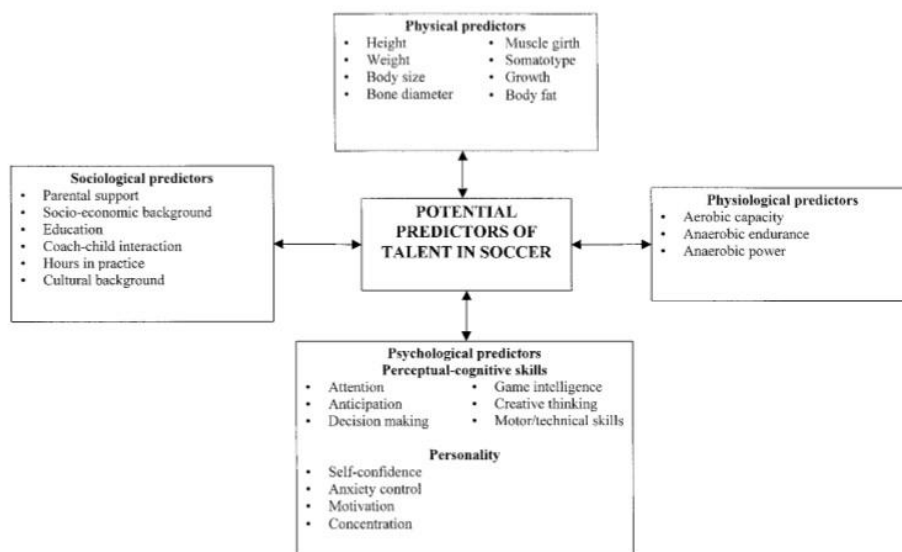 Physical predictors
• Height
• Weight
• Body size
• Bone diameter
• Muscle girth
• Somatotype
• Growth
• Body fat
Sociological predictors
• Parental support
• Socio-economic background
• Education
• Coach-child interaction
• Hours in practice
• Cultural background
POTENTIAL
PREDICTORS OF
TALENT IN SOCCER
Physiological predictors
• Aerobic capacity
• Anaerobic endurance
• Anaerobic power
Psychological predictors
Perceptual-cognitive skills
• Attention
• Anticipation
• Decision making
• Game intelligence
• Creative thinking
• Motor/technical skills
Personality
• Self-confidence
• Anxiety control
• Motivation
• Concentration